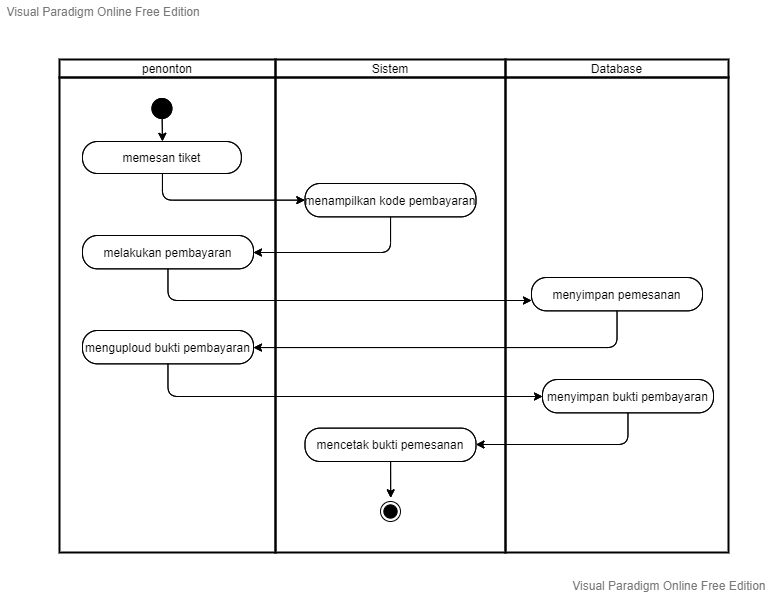 Visual Paradigm Online Free Edition
penonton
Sistem
Database
memesan tiket
menampilkan kode pembayaran
melakukan pembayaran
menyimpan pemesanan
menguploud bukti pembayaran
menyimpan bukti pembayaran
mencetak bukti pemesanan
Visual Paradigm Online Free Edition